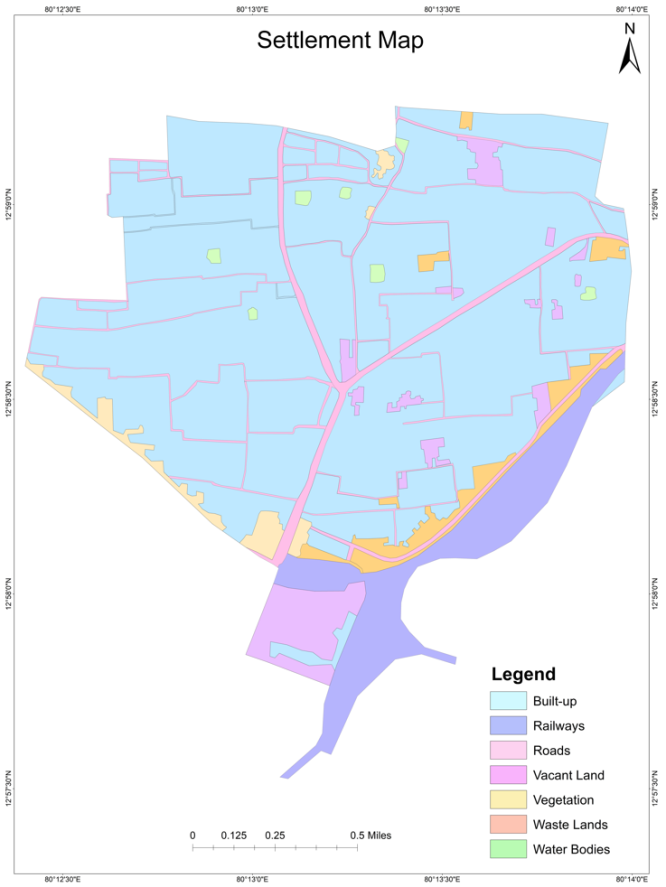 80°12'30"E 80°13'0"E 80°13'30"E 80°14'0"E
Settlement Map
N
12°59'0"N 12°59'0"N
12°58'30"N 12°58'30"N
12°58'0"N 12°58'0"N
12°57'30"N 12°57'30"N
Legend
Built-up
Railways
Roads
Vacant Land
Vegetation
Waste Lands
Water Bodies
0 0.125 0.25 0.5 Miles
80°12'30"E 80°13'0"E 80°13'30"E 80°14'0"E